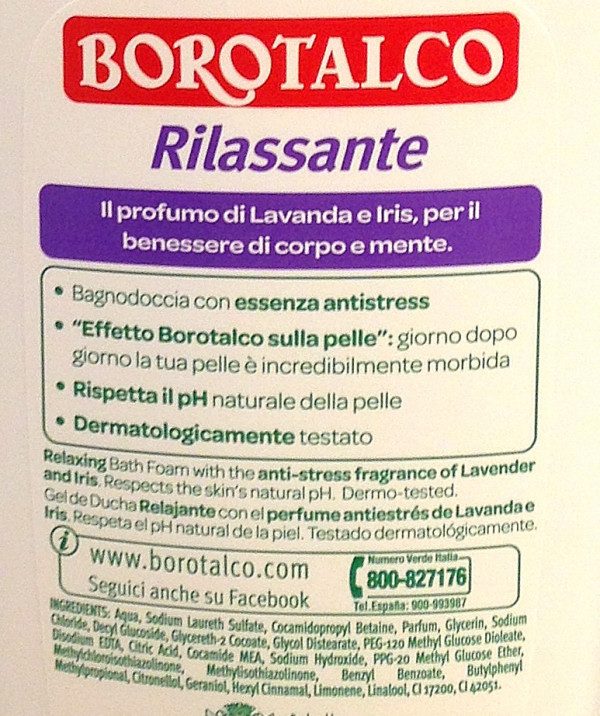 BOROTALCO
Rilassante
Il profumo di Lavanda e Iris, per il
benessere di corpo e mente.
• Bagnodoccia con essenza antistress
• "Effetto Borotalco sulla pelle": giorno dopo
giorno la tua pelle è incredibilmente morbida
• Rispetta il pH naturale della pelle
• Dermatologicamente testato
Relaxing Bath Foam with the anti-stress fragrance of Lavender
and Iris. Respects the skin's natural pH. Dermo-tested.
Gel de Ducha Relajante con el perfume antiestrés de Lavanda e
Iris. Respeta el pH natural de la piel. Testado dermatológicamente.
i
www.borotalco.com
Seguici anche su Facebook
Numero Verde Italia
800-827176
Tel.España: 900-993987
INGREDIENTS: Aqua, Sodium Laureth Sulfate, Cocamidopropyl Betaine, Parfum, Glycerin, Sodium
Chloride, Decyl Glucoside, Glycereth-2 Cocoate, Glycol Distearate, PEG-120 Methyl Glucose Dioleate,
Disodium EDTA, Citric Acid, Cocamide MEA, Sodium Hydroxide, PPG-20 Methyl Glucose Ether,
Methylchloroisothiazolinone, Methylisothiazolinone, Benzyl Benzoate, Butylphenyl
Methylpropional, Citronellol, Geraniol, Hexyl Cinnamal, Limonene, Linalool, CI 17200, CI 42051.